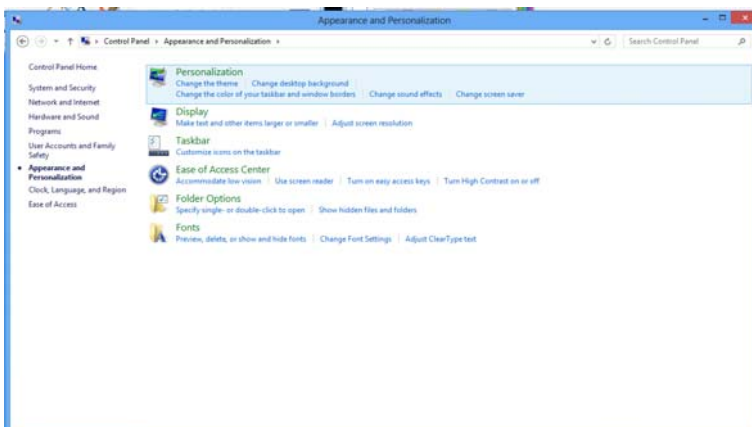 Appearance and Personalization
Control Panel Appearance and Personalization
Search Control Panel
Control Panel Home
System and Security
Network and Internet
Hardware and Sound
Programs
User Accounts and Family
Safety
Appearance and
Personalization
Clock, Language, and Region
Ease of Access
Personalization
Change the theme Change desktop background
Change the color of your taskbar and window borders Change sound effects Change screen saver
Display
Make text and other items larger or smaller Adjust screen resolution
Taskbar
Customize icons on the taskbar
Ease of Access Center
Accommodate low vision Use screen reader Turn on easy access keys Turn High Contrast on or off
Folder Options
Specify single- or double-click to open Show hidden files and folders
Fonts
Preview, delete, or show and hide fonts Change Font Settings Adjust ClearType text